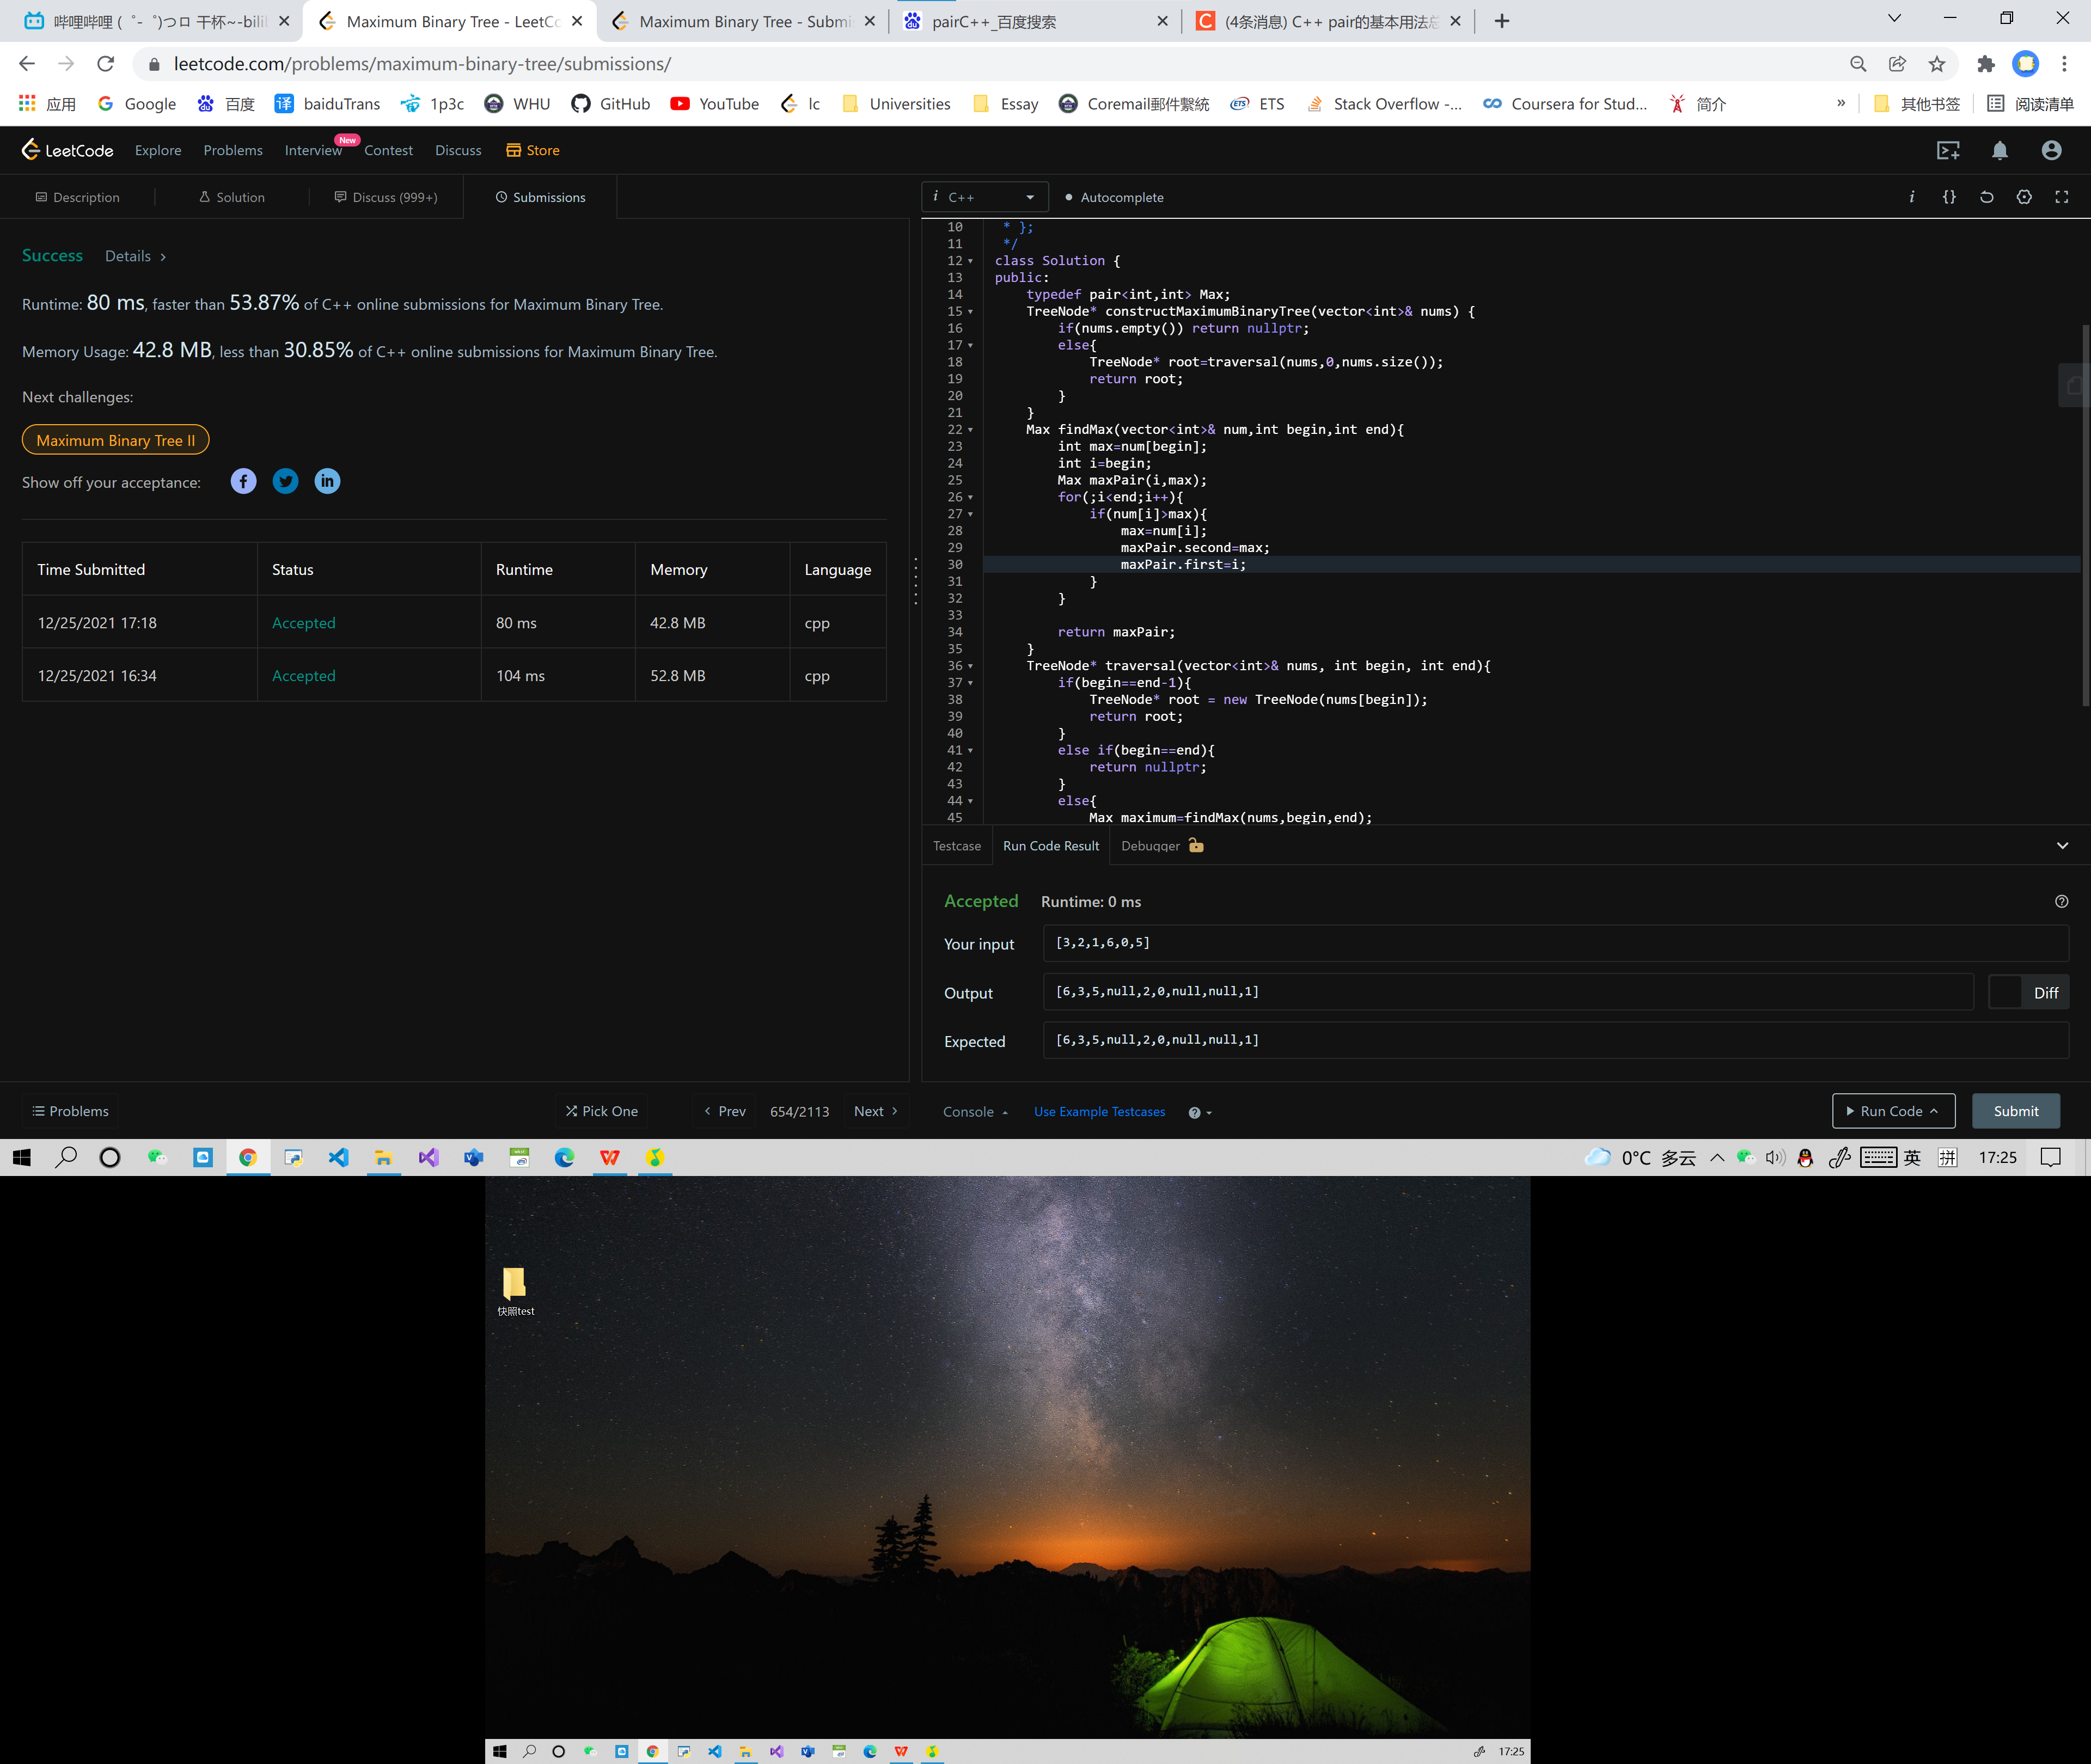 哔哩哔哩 (゜-゜)つロ 干杯~-bilib
Maximum Binary Tree - LeetCo
Maximum Binary Tree - Submi
pairC++_百度搜索
(4条消息) C++ pair的基本用法总
leetcode.com/problems/maximum-binary-tree/submissions/
应用 Google 百度 baiduTrans 1p3c WHU GitHub YouTube lc Universities Essay Coremail郵件繫統 ETS Stack Overflow -... Coursera for Stud... 简介 » 其他书签 阅读清单
LeetCode Explore Problems Interview New Contest Discuss Store
Description Solution Discuss (999+) Submissions
Success Details >
Runtime: 80 ms, faster than 53.87% of C++ online submissions for Maximum Binary Tree.
Memory Usage: 42.8 MB, less than 30.85% of C++ online submissions for Maximum Binary Tree.
Next challenges:
Maximum Binary Tree II
Show off your acceptance:
Time Submitted Status Runtime Memory Language
12/25/2021 17:18 Accepted 80 ms 42.8 MB cpp
12/25/2021 16:34 Accepted 104 ms 52.8 MB cpp
Problems Pick One < Prev 654/2113 Next >
i C++ Autocomplete
10 * };
11 */
12 class Solution {
13 public:
14 typedef pair<int,int> Max;
15 TreeNode* constructMaximumBinaryTree(vector<int>& nums) {
16 if(nums.empty()) return nullptr;
17 else{
18 TreeNode* root=traversal(nums,0,nums.size());
19 return root;
20 }
21 }
22 Max findMax(vector<int>& num,int begin,int end){
23 int max=num[begin];
24 int i=begin;
25 Max maxPair(i,max);
26 for(;i<end;i++){
27 if(num[i]>max){
28 max=num[i];
29 maxPair.second=max;
30 maxPair.first=i;
31 }
32 }
33
34 return maxPair;
35 }
36 TreeNode* traversal(vector<int>& nums, int begin, int end){
37 if(begin==end-1){
38 TreeNode* root = new TreeNode(nums[begin]);
39 return root;
40 }
41 else if(begin==end){
42 return nullptr;
43 }
44 else{
45 Max maximum=findMax(nums,begin,end);
Testcase Run Code Result Debugger
Accepted Runtime: 0 ms
Your input [3,2,1,6,0,5]
Output [6,3,5,null,2,0,null,null,1] Diff
Expected [6,3,5,null,2,0,null,null,1]
Console Use Example Testcases Run Code Submit
0°C 多云 英 拼 17:25
快照test
17:25